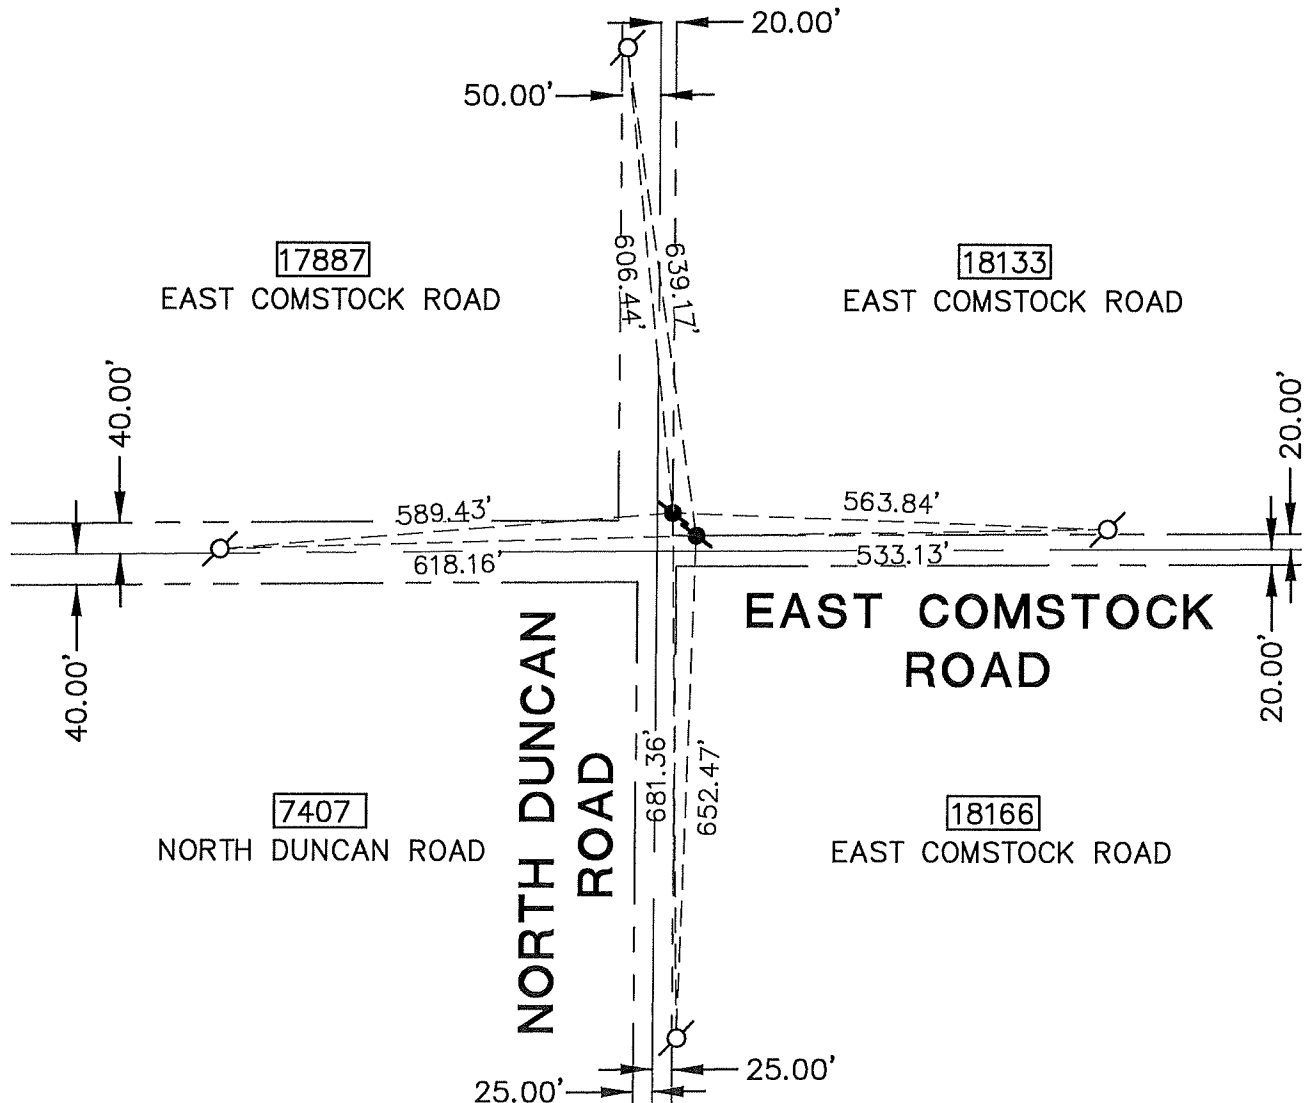 20.00'
50.00'
17887
EAST COMSTOCK ROAD
18133
EAST COMSTOCK ROAD
606.44'
639.17'
40.00'
20.00'
589.43'
563.84'
618.16'
533.13'
EAST COMSTOCK
ROAD
40.00'
20.00'
NORTH DUNCAN
ROAD
681.36'
652.47'
7407
NORTH DUNCAN ROAD
18166
EAST COMSTOCK ROAD
25.00'
25.00'